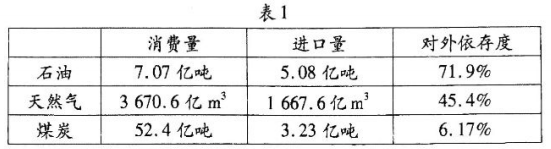 表1
消费量 进口量 对外依存度
石油 7.07亿吨 5.08亿吨 71.9%
天然气 3 670.6亿m³ 1 667.6亿m³ 45.4%
煤炭 52.4亿吨 3.23亿吨 6.17%